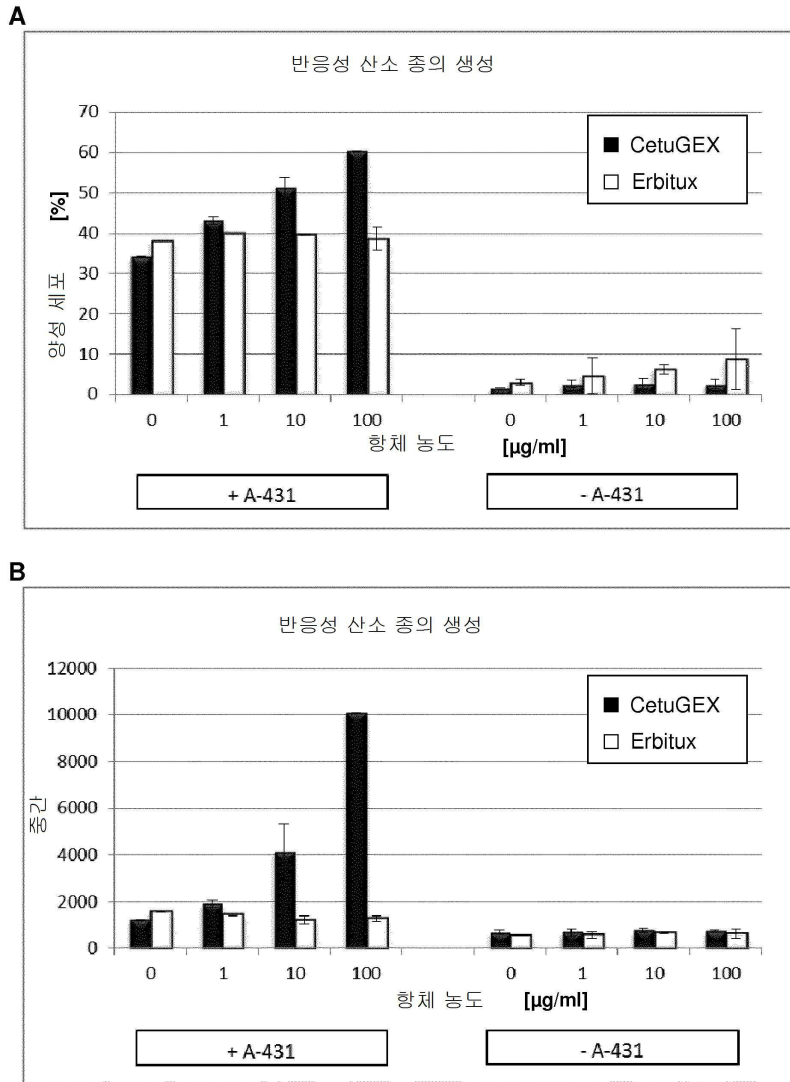 A
반응성 산소 종의 생성
70
60
50
40
30
20
10
0
양성 세포 [%]
CetuGEX
Erbitux
0 1 10 100 0 1 10 100
항체 농도 [µg/ml]
+ A-431 - A-431
B
반응성 산소 종의 생성
12000
10000
8000
6000
4000
2000
0
중간
CetuGEX
Erbitux
0 1 10 100 0 1 10 100
항체 농도 [µg/ml]
+ A-431 - A-431